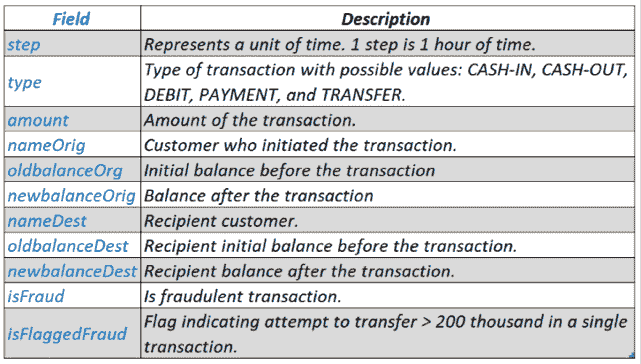 Field Description
step Represents a unit of time. 1 step is 1 hour of time.
type Type of transaction with possible values: CASH-IN, CASH-OUT,
DEBIT, PAYMENT, and TRANSFER.
amount Amount of the transaction.
nameOrig Customer who initiated the transaction.
oldbalanceOrg Initial balance before the transaction
newbalanceOrig Balance after the transaction
nameDest Recipient customer.
oldbalanceDest Recipient initial balance before the transaction.
newbalanceDest Recipient balance after the transaction.
isFraud Is fraudulent transaction.
isFlaggedFraud Flag indicating attempt to transfer > 200 thousand in a single
transaction.